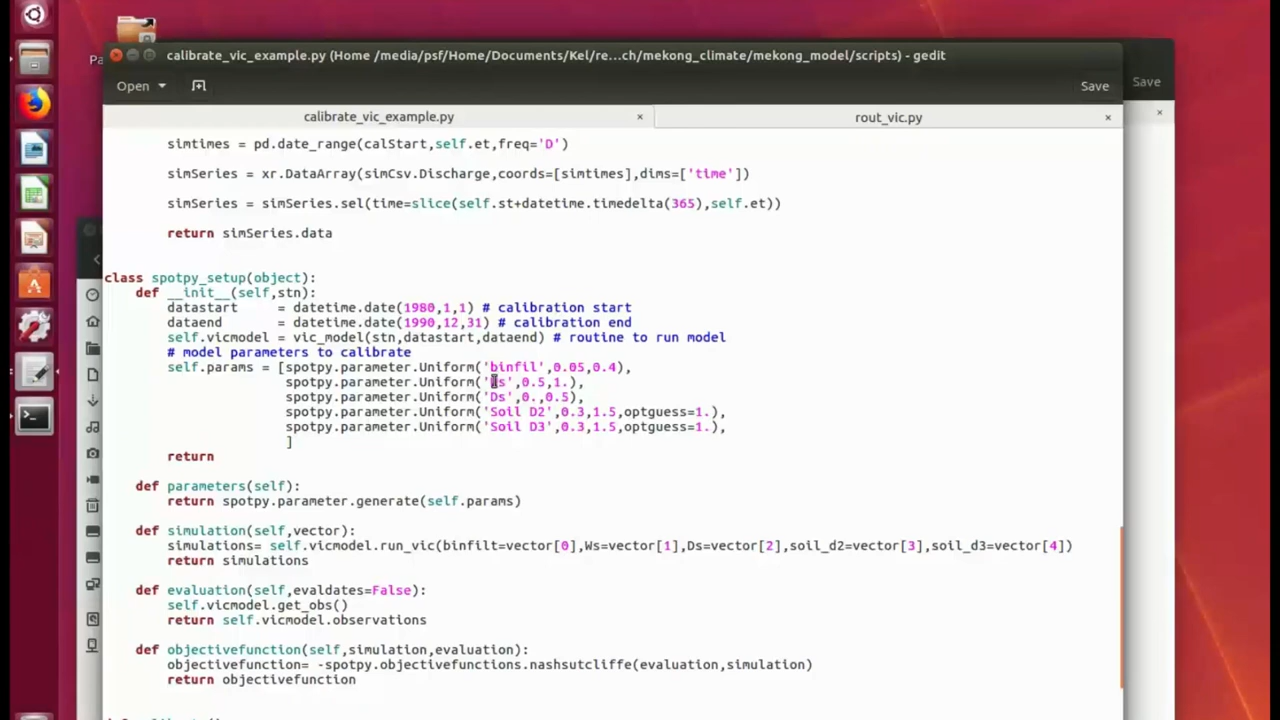 Pa
calibrate_vic_example.py (Home /media/psf/Home/Documents/Kel/re...ch/mekong_climate/mekong_model/scripts) - gedit
Open
Save
Save
calibrate_vic_example.py ×
rout_vic.py ×
×
simtimes = pd.date_range(calStart,self.et,freq='D')
simSeries = xr.DataArray(simCsv.Discharge,coords=[simtimes],dims=['time'])
simSeries = simSeries.sel(time=slice(self.st+datetime.timedelta(365),self.et))
return simSeries.data
class spotpy_setup(object):
def __init__(self,stn):
datastart = datetime.date(1980,1,1) # calibration start
dataend = datetime.date(1990,12,31) # calibration end
self.vicmodel = vic_model(stn,datastart,dataend) # routine to run model
# model parameters to calibrate
self.params = [spotpy.parameter.Uniform('binfil',0.05,0.4),
spotpy.parameter.Uniform('Ws',0.5,1.),
spotpy.parameter.Uniform('Ds',0.,0.5),
spotpy.parameter.Uniform('Soil D2',0.3,1.5,optguess=1.),
spotpy.parameter.Uniform('Soil D3',0.3,1.5,optguess=1.),
]
return
def parameters(self):
return spotpy.parameter.generate(self.params)
def simulation(self,vector):
simulations= self.vicmodel.run_vic(binfilt=vector[0],Ws=vector[1],Ds=vector[2],soil_d2=vector[3],soil_d3=vector[4])
return simulations
def evaluation(self,evaldates=False):
self.vicmodel.get_obs()
return self.vicmodel.observations
def objectivefunction(self,simulation,evaluation):
objectivefunction= -spotpy.objectivefunctions.nashsutcliffe(evaluation,simulation)
return objectivefunction